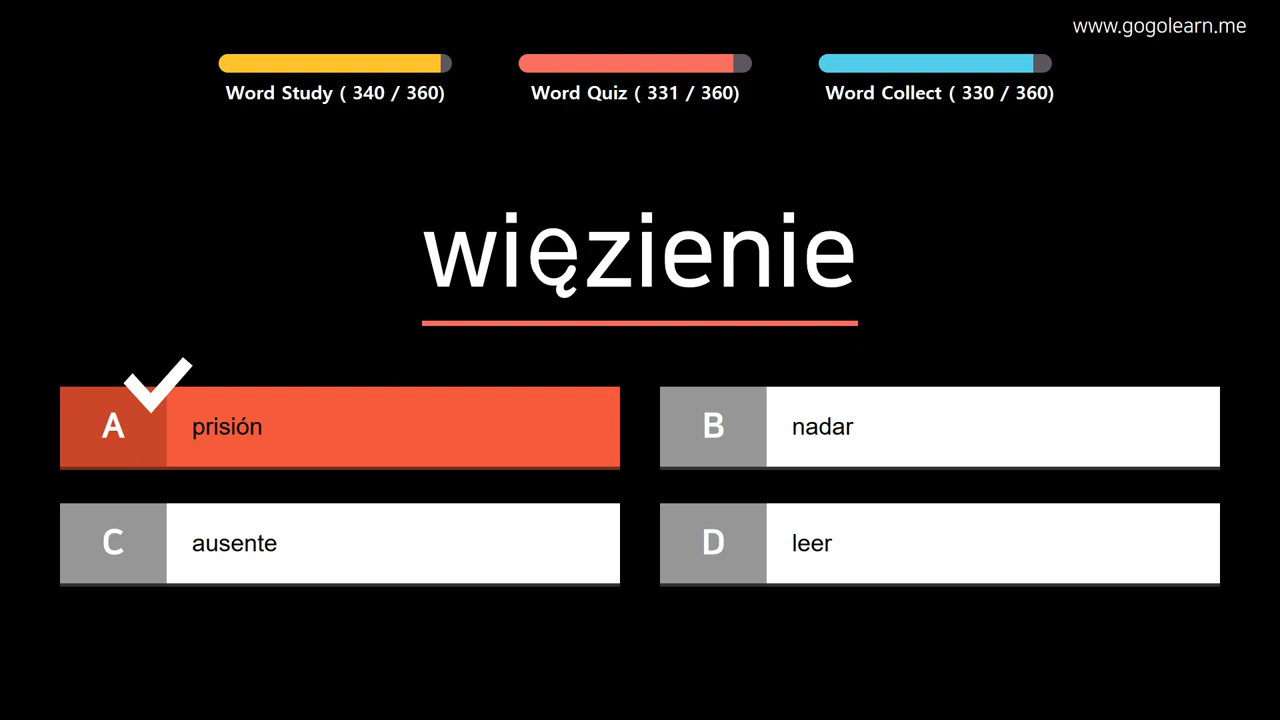 www.gogolearn.me
Word Study ( 340 / 360)
Word Quiz ( 331 / 360)
Word Collect ( 330 / 360)
więzienie
A prisión
B nadar
C ausente
D leer